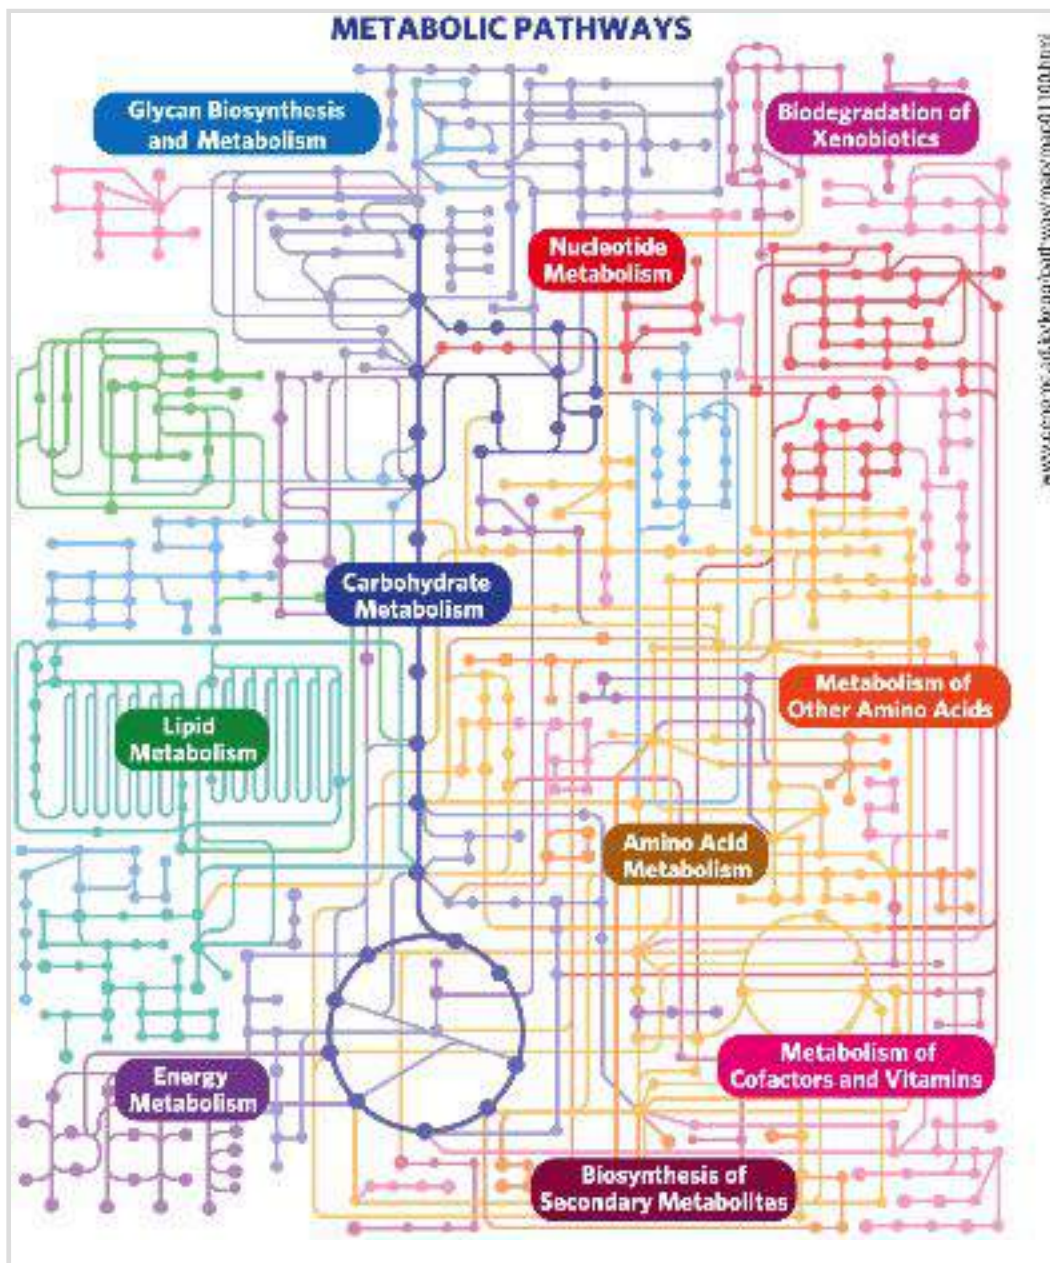 METABOLIC PATHWAYS
Glycan Biosynthesis
and Metabolism
Biodegradation of
Xenobiotics
Nucleotide
Metabolism
Carbohydrate
Metabolism
Metabolism of
Other Amino Acids
Lipid
Metabolism
Amino Acid
Metabolism
Metabolism of
Cofactors and Vitamins
Energy
Metabolism
Biosynthesis of
Secondary Metabolites